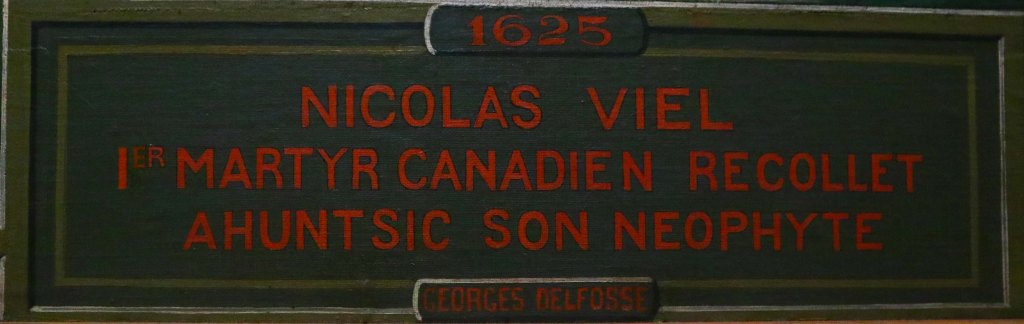 1625
NICOLAS VIEL
1ER MARTYR CANADIEN RECOLLET
AHUNTSIC SON NEOPHYTE
GEORGES DELFOSSE